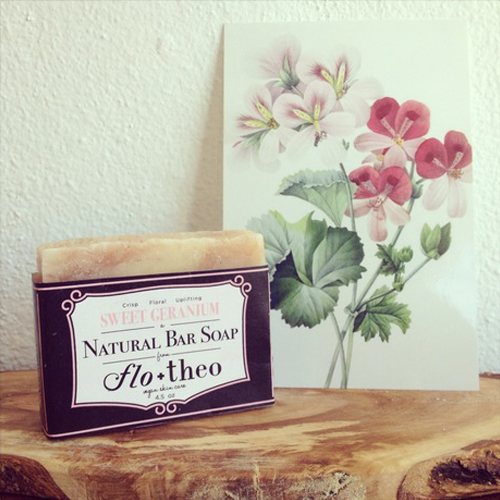 Crisp Floral Uplifting
SWEET GERANIUM
a
NATURAL BAR SOAP
from
flo+theo
vegan skin care
4.5 oz